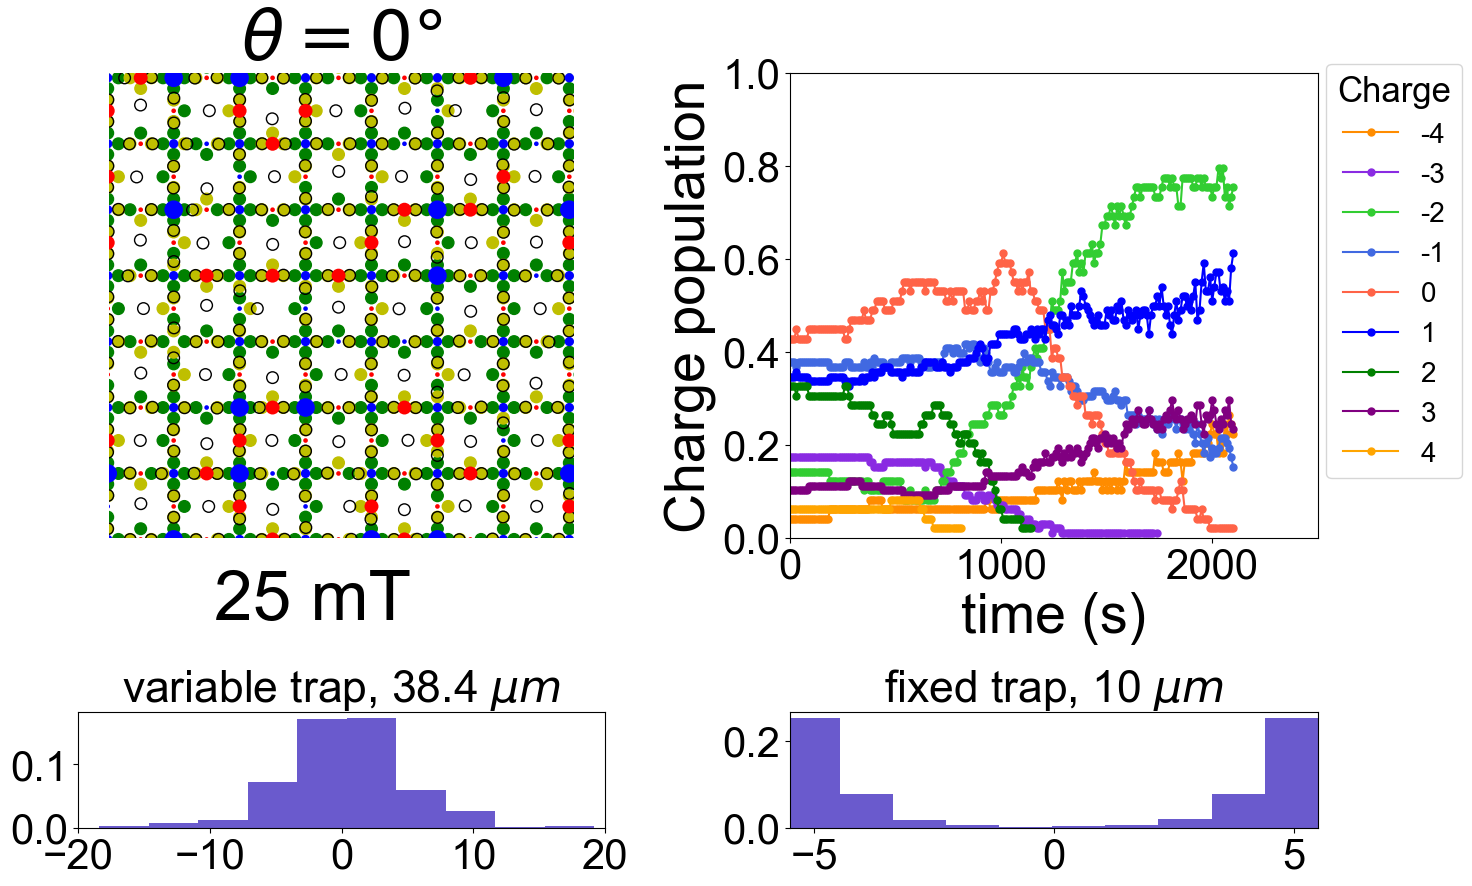 θ = 0°
25 mT
1.0
0.8
0.6
0.4
0.2
0.0
Charge population
0 1000 2000
time (s)
Charge
-4
-3
-2
-1
0
1
2
3
4
variable trap, 38.4 μm
0.1
0.0
−20 −10 0 10 20
fixed trap, 10 μm
0.2
0.0
−5 0 5